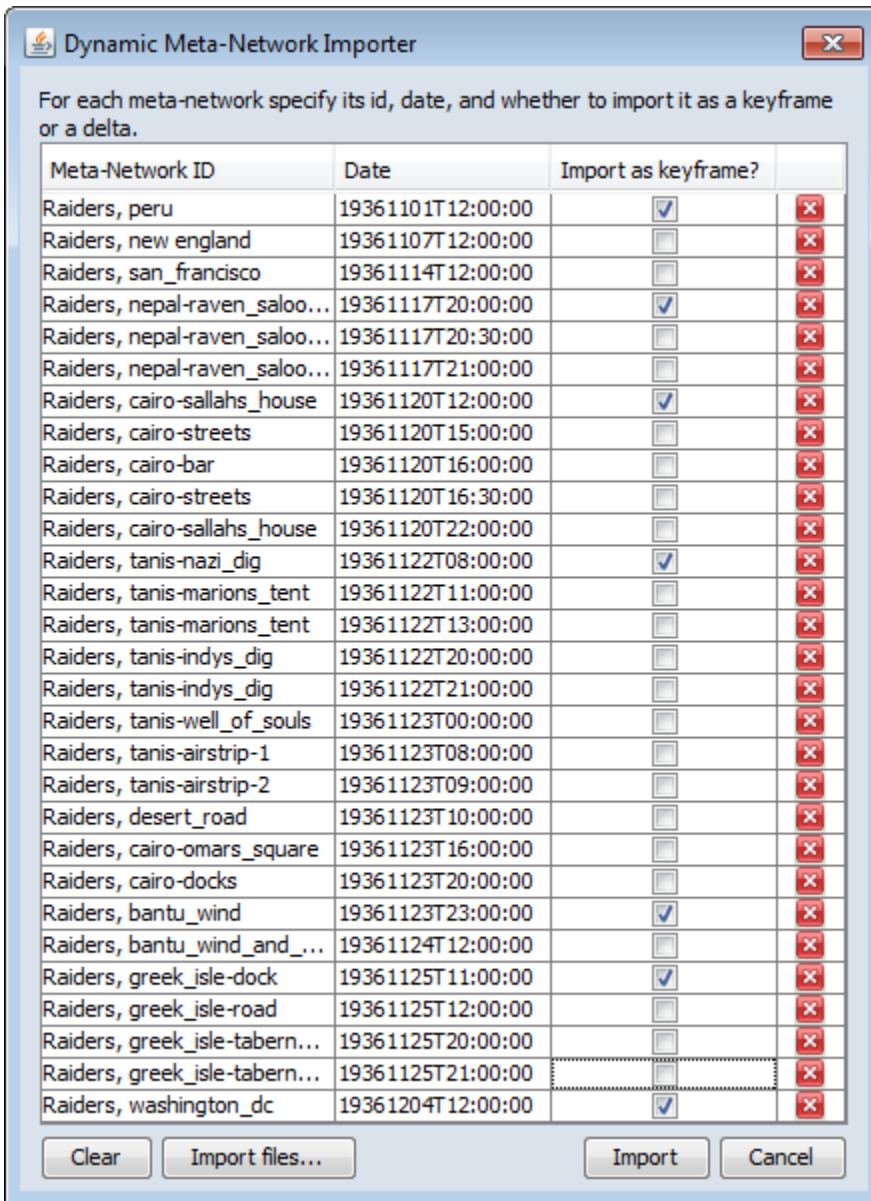 Dynamic Meta-Network Importer
For each meta-network specify its id, date, and whether to import it as a keyframe
or a delta.
Meta-Network ID Date Import as keyframe?
Raiders, peru 19361101T12:00:00
Raiders, new england 19361107T12:00:00
Raiders, san_francisco 19361114T12:00:00
Raiders, nepal-raven_saloo... 19361117T20:00:00
Raiders, nepal-raven_saloo... 19361117T20:30:00
Raiders, nepal-raven_saloo... 19361117T21:00:00
Raiders, cairo-sallahs_house 19361120T12:00:00
Raiders, cairo-streets 19361120T15:00:00
Raiders, cairo-bar 19361120T16:00:00
Raiders, cairo-streets 19361120T16:30:00
Raiders, cairo-sallahs_house 19361120T22:00:00
Raiders, tanis-nazi_dig 19361122T08:00:00
Raiders, tanis-marions_tent 19361122T11:00:00
Raiders, tanis-marions_tent 19361122T13:00:00
Raiders, tanis-indys_dig 19361122T20:00:00
Raiders, tanis-indys_dig 19361122T21:00:00
Raiders, tanis-well_of_souls 19361123T00:00:00
Raiders, tanis-airstrip-1 19361123T08:00:00
Raiders, tanis-airstrip-2 19361123T09:00:00
Raiders, desert_road 19361123T10:00:00
Raiders, cairo-omars_square 19361123T16:00:00
Raiders, cairo-docks 19361123T20:00:00
Raiders, bantu_wind 19361123T23:00:00
Raiders, bantu_wind_and_... 19361124T12:00:00
Raiders, greek_isle-dock 19361125T11:00:00
Raiders, greek_isle-road 19361125T12:00:00
Raiders, greek_isle-tabern... 19361125T20:00:00
Raiders, greek_isle-tabern... 19361125T21:00:00
Raiders, washington_dc 19361204T12:00:00
Clear Import files... Import Cancel